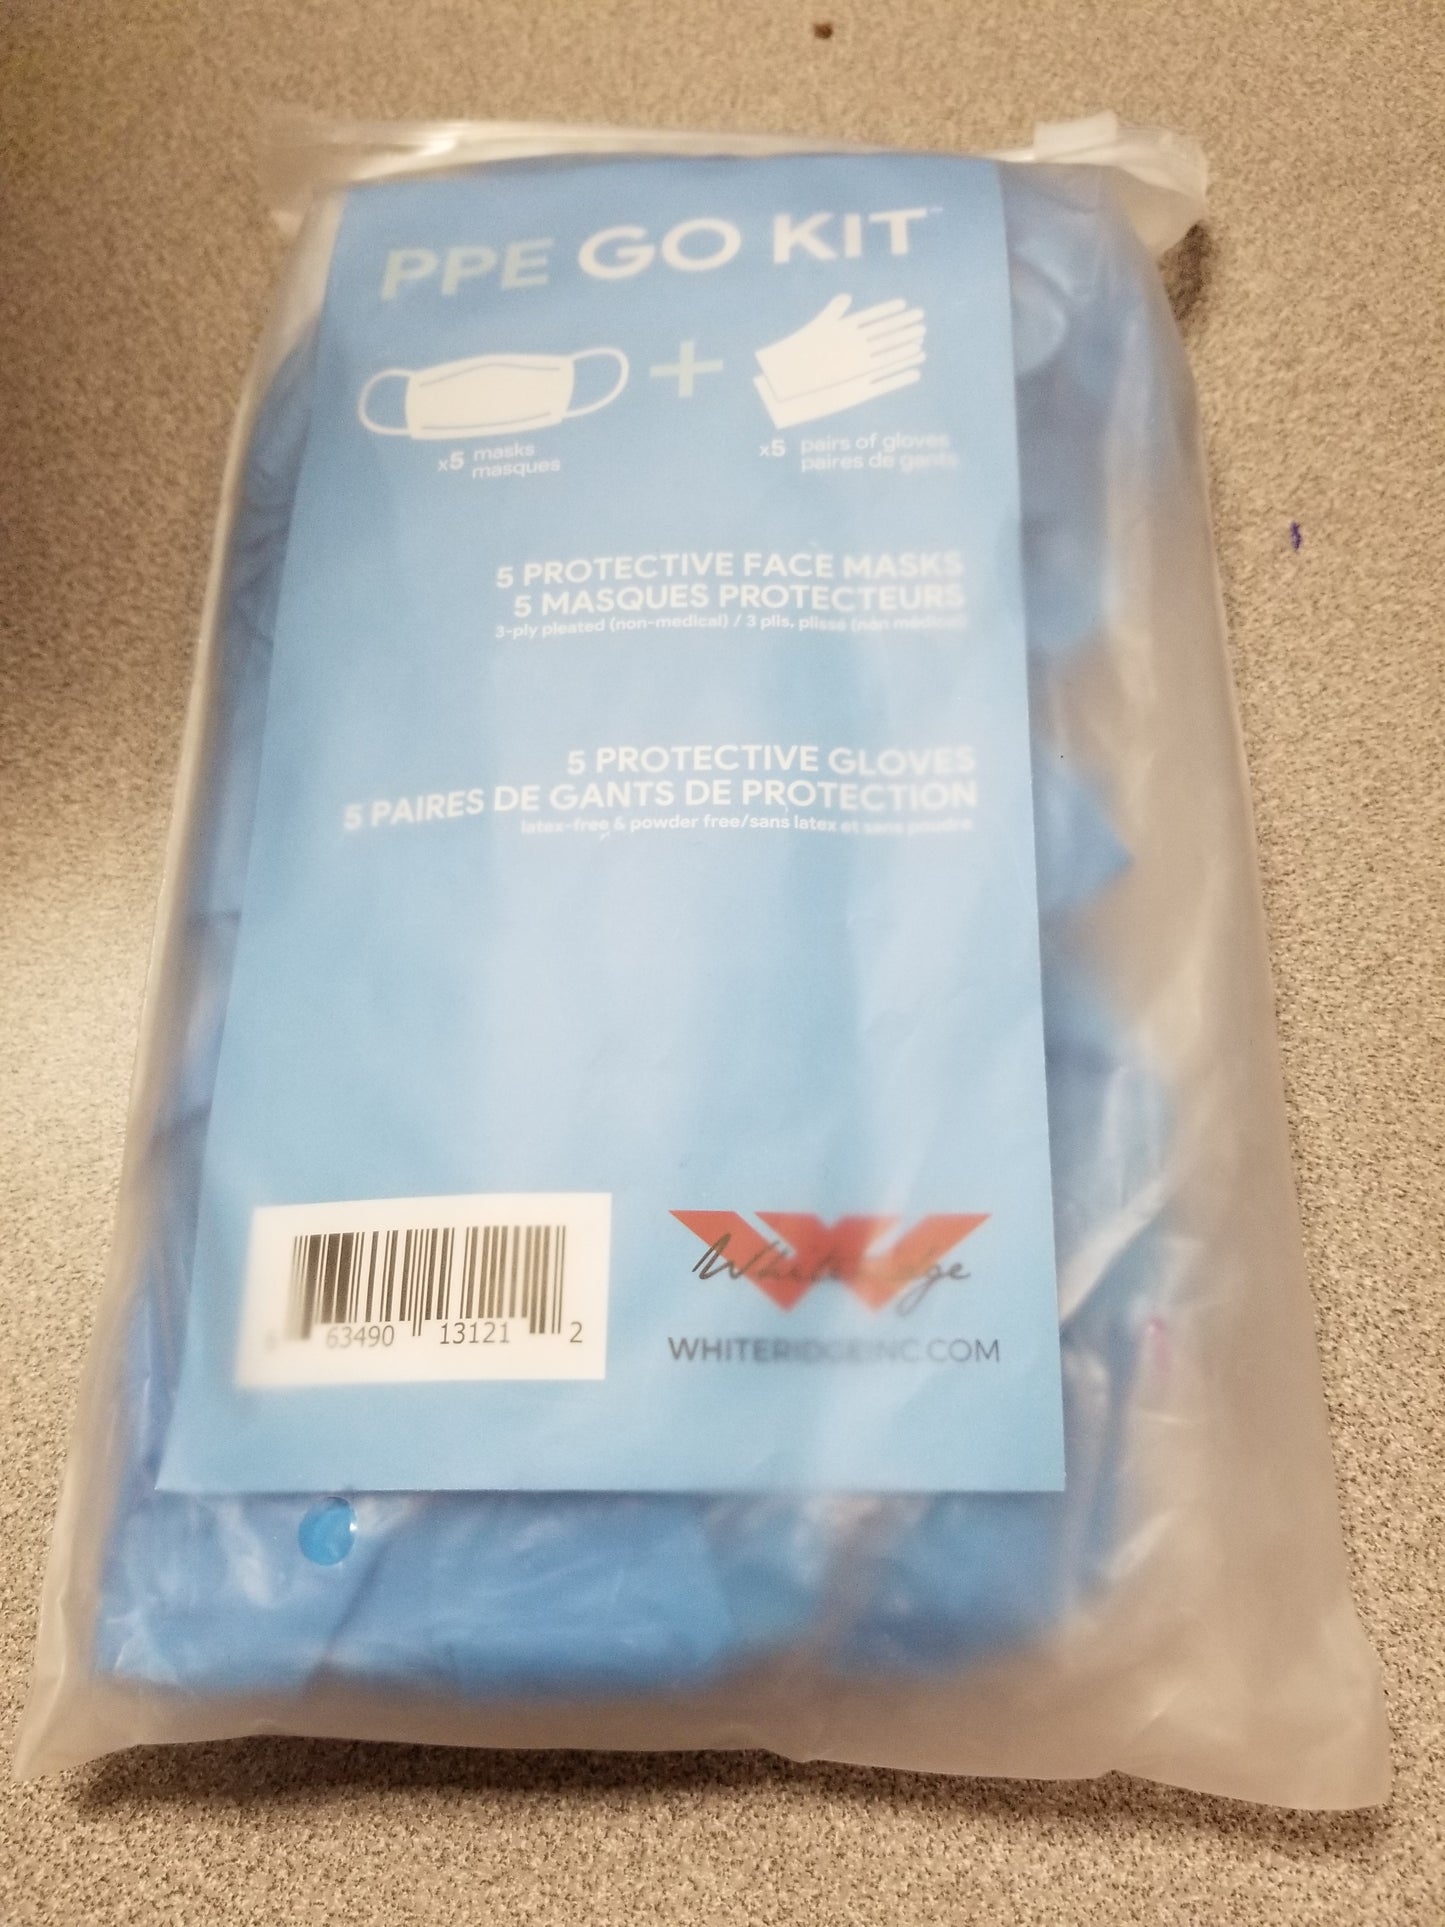 PPE GO KIT™
x5 masks
masques
x5 pairs of gloves
paires de gants
5 PROTECTIVE FACE MASKS
5 MASQUES PROTECTEURS
3-ply pleated (non-medical) / 3 plis, plissé (non médical)
5 PROTECTIVE GLOVES
5 PAIRES DE GANTS DE PROTECTION
latex-free & powder free/sans latex et sans poudre
63490 13121 2
Whiteridge
WHITERIDGEINC.COM